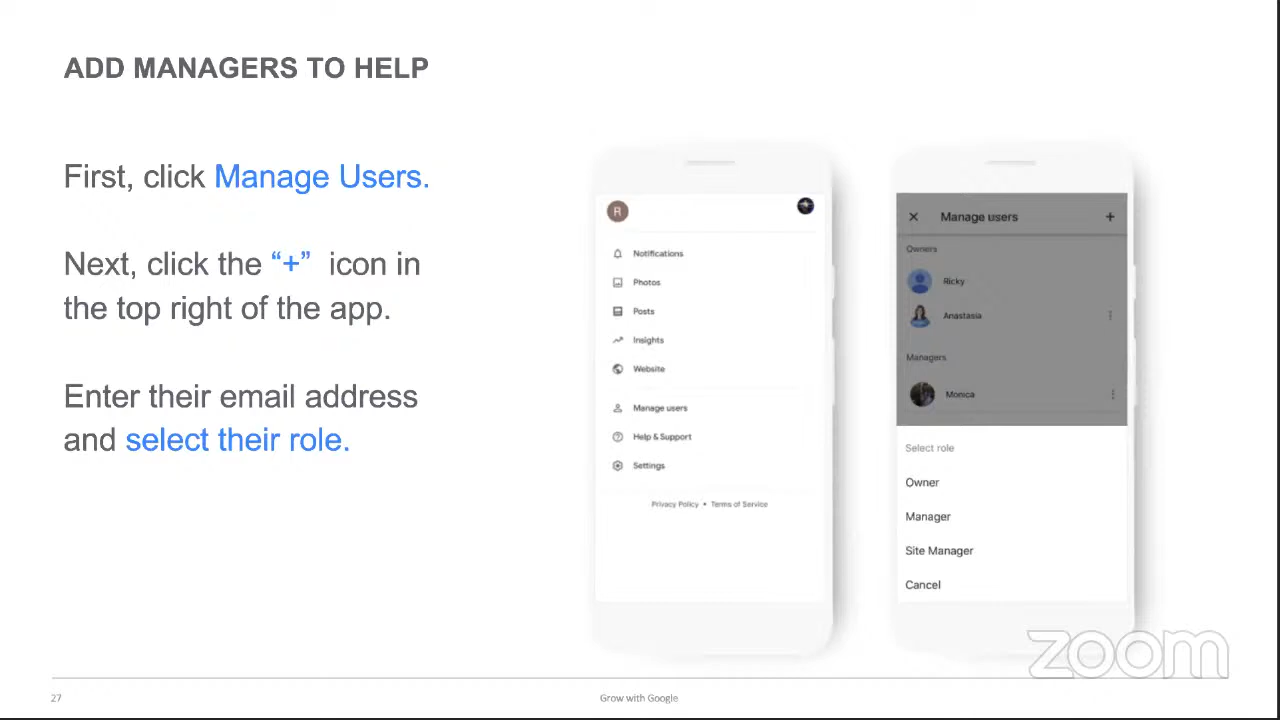 ADD MANAGERS TO HELP
First, click Manage Users.
Next, click the “+” icon in
the top right of the app.
Enter their email address
and select their role.
R
Notifications
Photos
Posts
Insights
Website
Manage users
Help & Support
Settings
Privacy Policy • Terms of Service
Manage users
Owners
Ricky
Anastasia
Managers
Monica
Select role
Owner
Manager
Site Manager
Cancel
zoom
27
Grow with Google